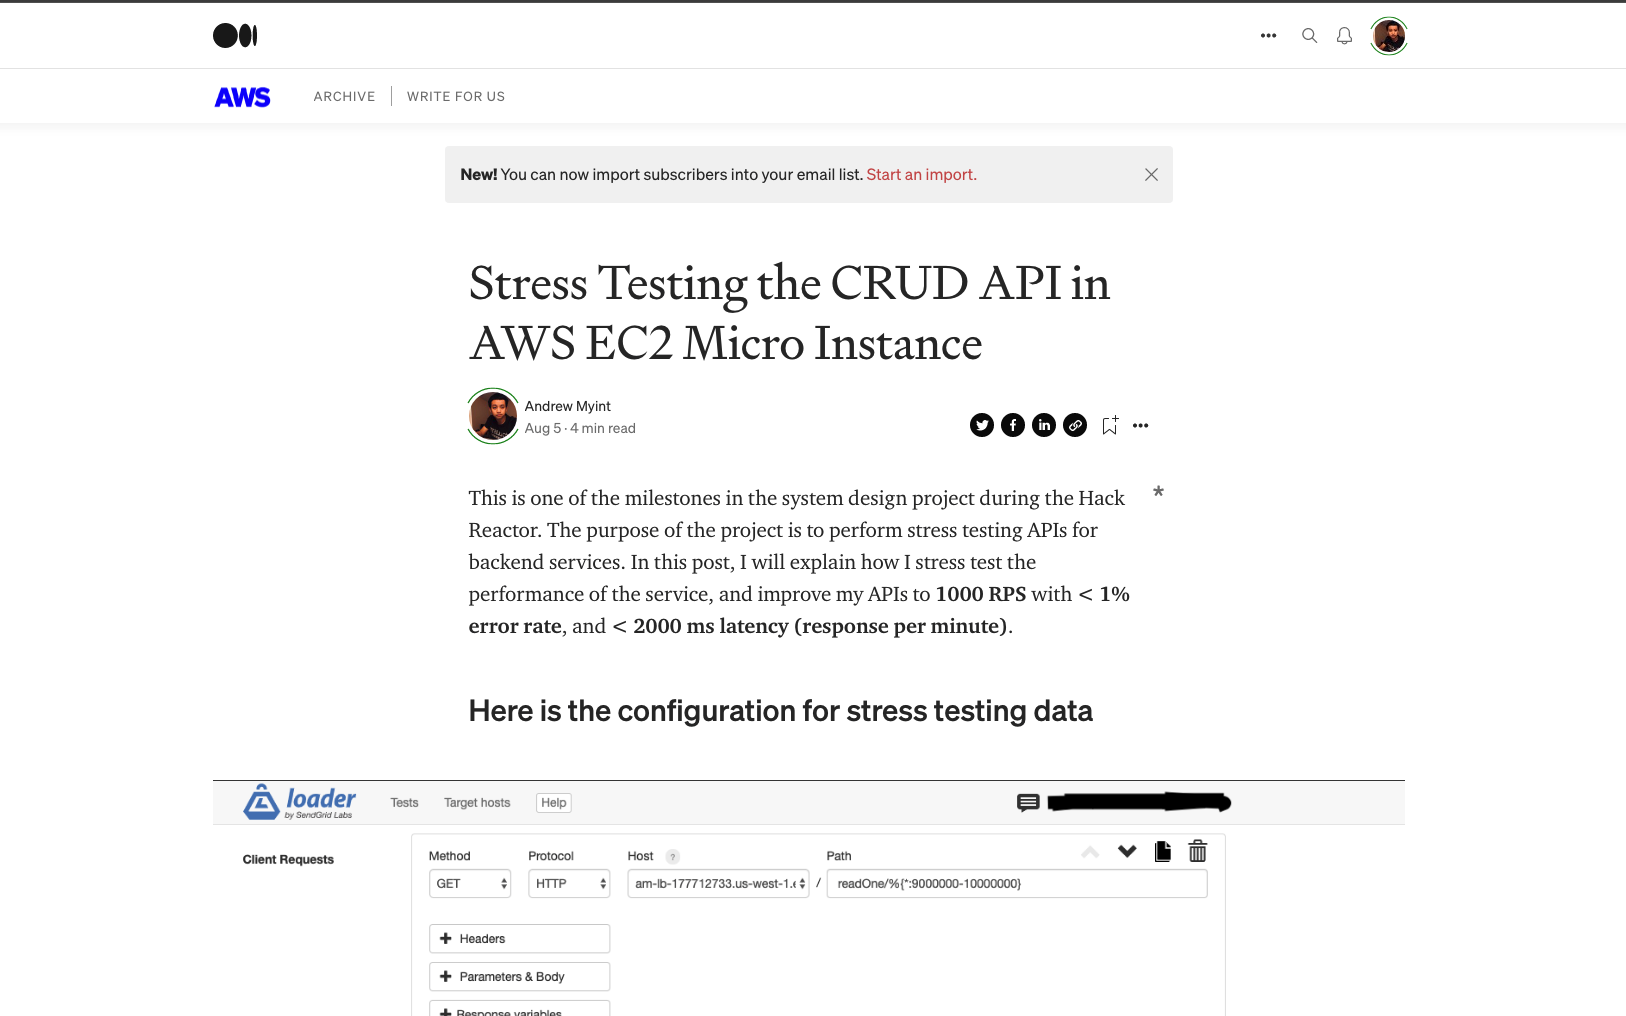 AWS ARCHIVE WRITE FOR US
New! You can now import subscribers into your email list. Start an import.
Stress Testing the CRUD API in
AWS EC2 Micro Instance
Andrew Myint
Aug 5 · 4 min read
This is one of the milestones in the system design project during the Hack
Reactor. The purpose of the project is to perform stress testing APIs for
backend services. In this post, I will explain how I stress test the
performance of the service, and improve my APIs to 1000 RPS with < 1%
error rate, and < 2000 ms latency (response per minute).
*
Here is the configuration for stress testing data
loader
by SendGrid Labs
Tests Target hosts Help
Client Requests
Method Protocol Host ? Path
GET HTTP am-lb-177712733.us-west-1. / readOne/%{*:9000000-10000000}
+ Headers
+ Parameters & Body
+ Response variables